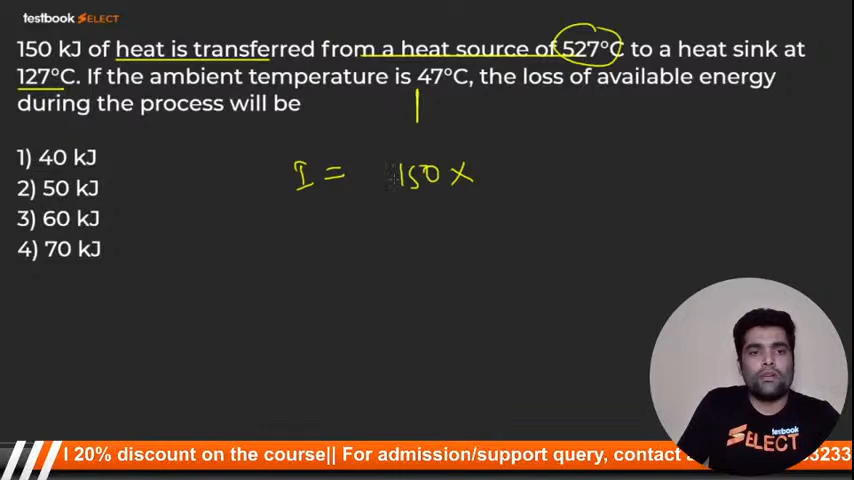 testbook SELECT
150 kJ of heat is transferred from a heat source of 527°C to a heat sink at
127°C. If the ambient temperature is 47°C, the loss of available energy
during the process will be
1) 40 kJ
2) 50 kJ
3) 60 kJ
4) 70 kJ
I = 150 ×
testbook
SELECT
l 20% discount on the course|| For admission/support query, contact 3233